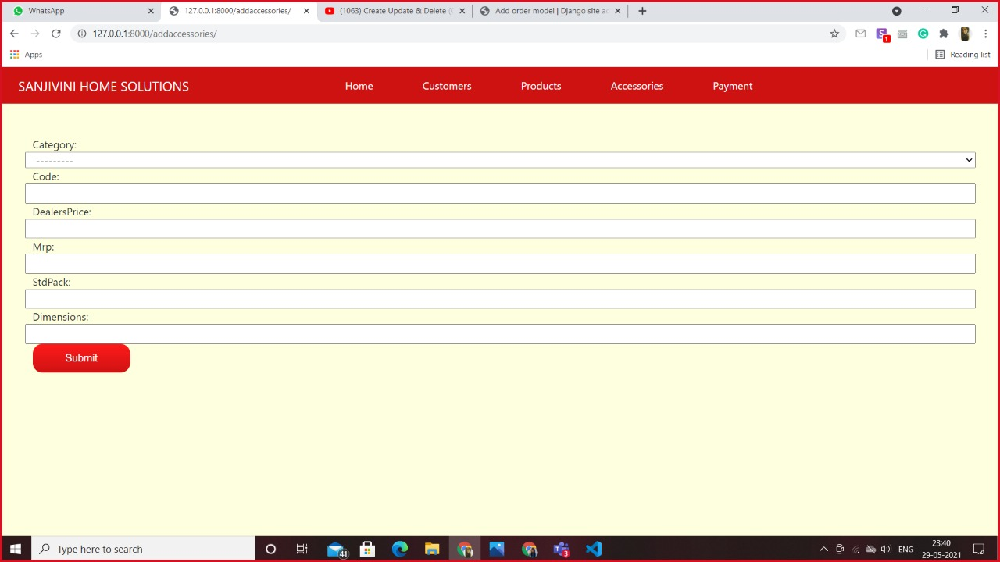 WhatsApp
127.0.0.1:8000/addaccessories/
(1063) Create Update & Delete (
Add order model | Django site ad
127.0.0.1:8000/addaccessories/
1
Apps
Reading list
SANJIVINI HOME SOLUTIONS
Home
Customers
Products
Accessories
Payment
Category:
---------
Code:
DealersPrice:
Mrp:
StdPack:
Dimensions:
Submit
Type here to search
41
3
ENG
23:40
29-05-2021